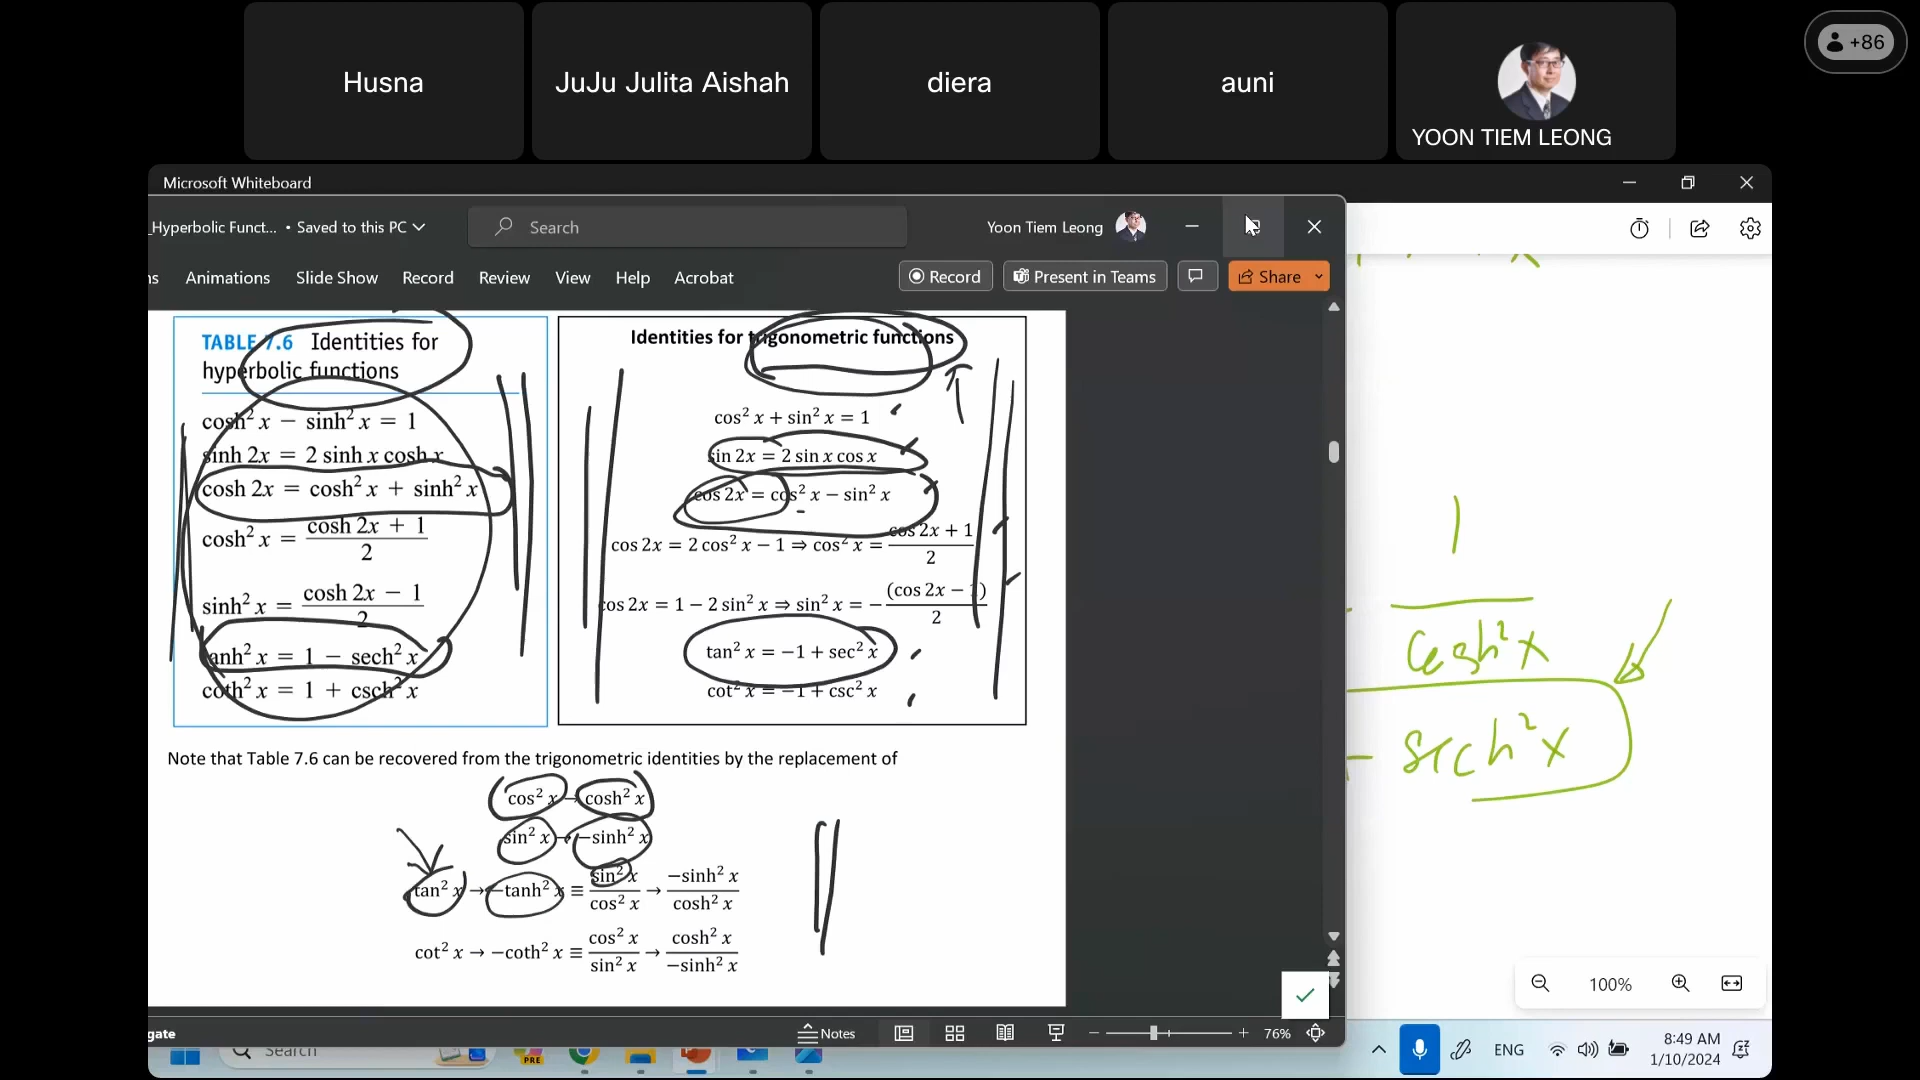 Husna
JuJu Julita Aishah
diera
auni
YOON TIEM LEONG
+86
Microsoft Whiteboard
_Hyperbolic Funct... • Saved to this PC
Search
Yoon Tiem Leong
ns Animations Slide Show Record Review View Help Acrobat
Record
Present in Teams
Share
TABLE 7.6 Identities for
hyperbolic functions
cosh² x − sinh² x = 1
sinh 2x = 2 sinh x cosh x
cosh 2x = cosh² x + sinh² x
cosh² x = (cosh 2x + 1)/2
sinh² x = (cosh 2x − 1)/2
tanh² x = 1 − sech² x
coth² x = 1 + csch² x
Identities for trigonometric functions
cos² x + sin² x = 1
sin 2x = 2 sin x cos x
cos 2x = cos² x − sin² x
cos 2x = 2 cos² x − 1 ⇒ cos² x = (cos 2x + 1)/2
cos 2x = 1 − 2 sin² x ⇒ sin² x = −(cos 2x − 1)/2
tan² x = −1 + sec² x
cot² x = −1 + csc² x
Note that Table 7.6 can be recovered from the trigonometric identities by the replacement of
cos² x → cosh² x
sin² x → −sinh² x
tan² x → −tanh² x ≡ sin² x/cos² x → −sinh² x/cosh² x
cot² x → −coth² x ≡ cos² x/sin² x → cosh² x/−sinh² x
1
cosh² x
− sech² x
100%
gate
Notes
76%
Search
PRE
ENG
8:49 AM
1/10/2024